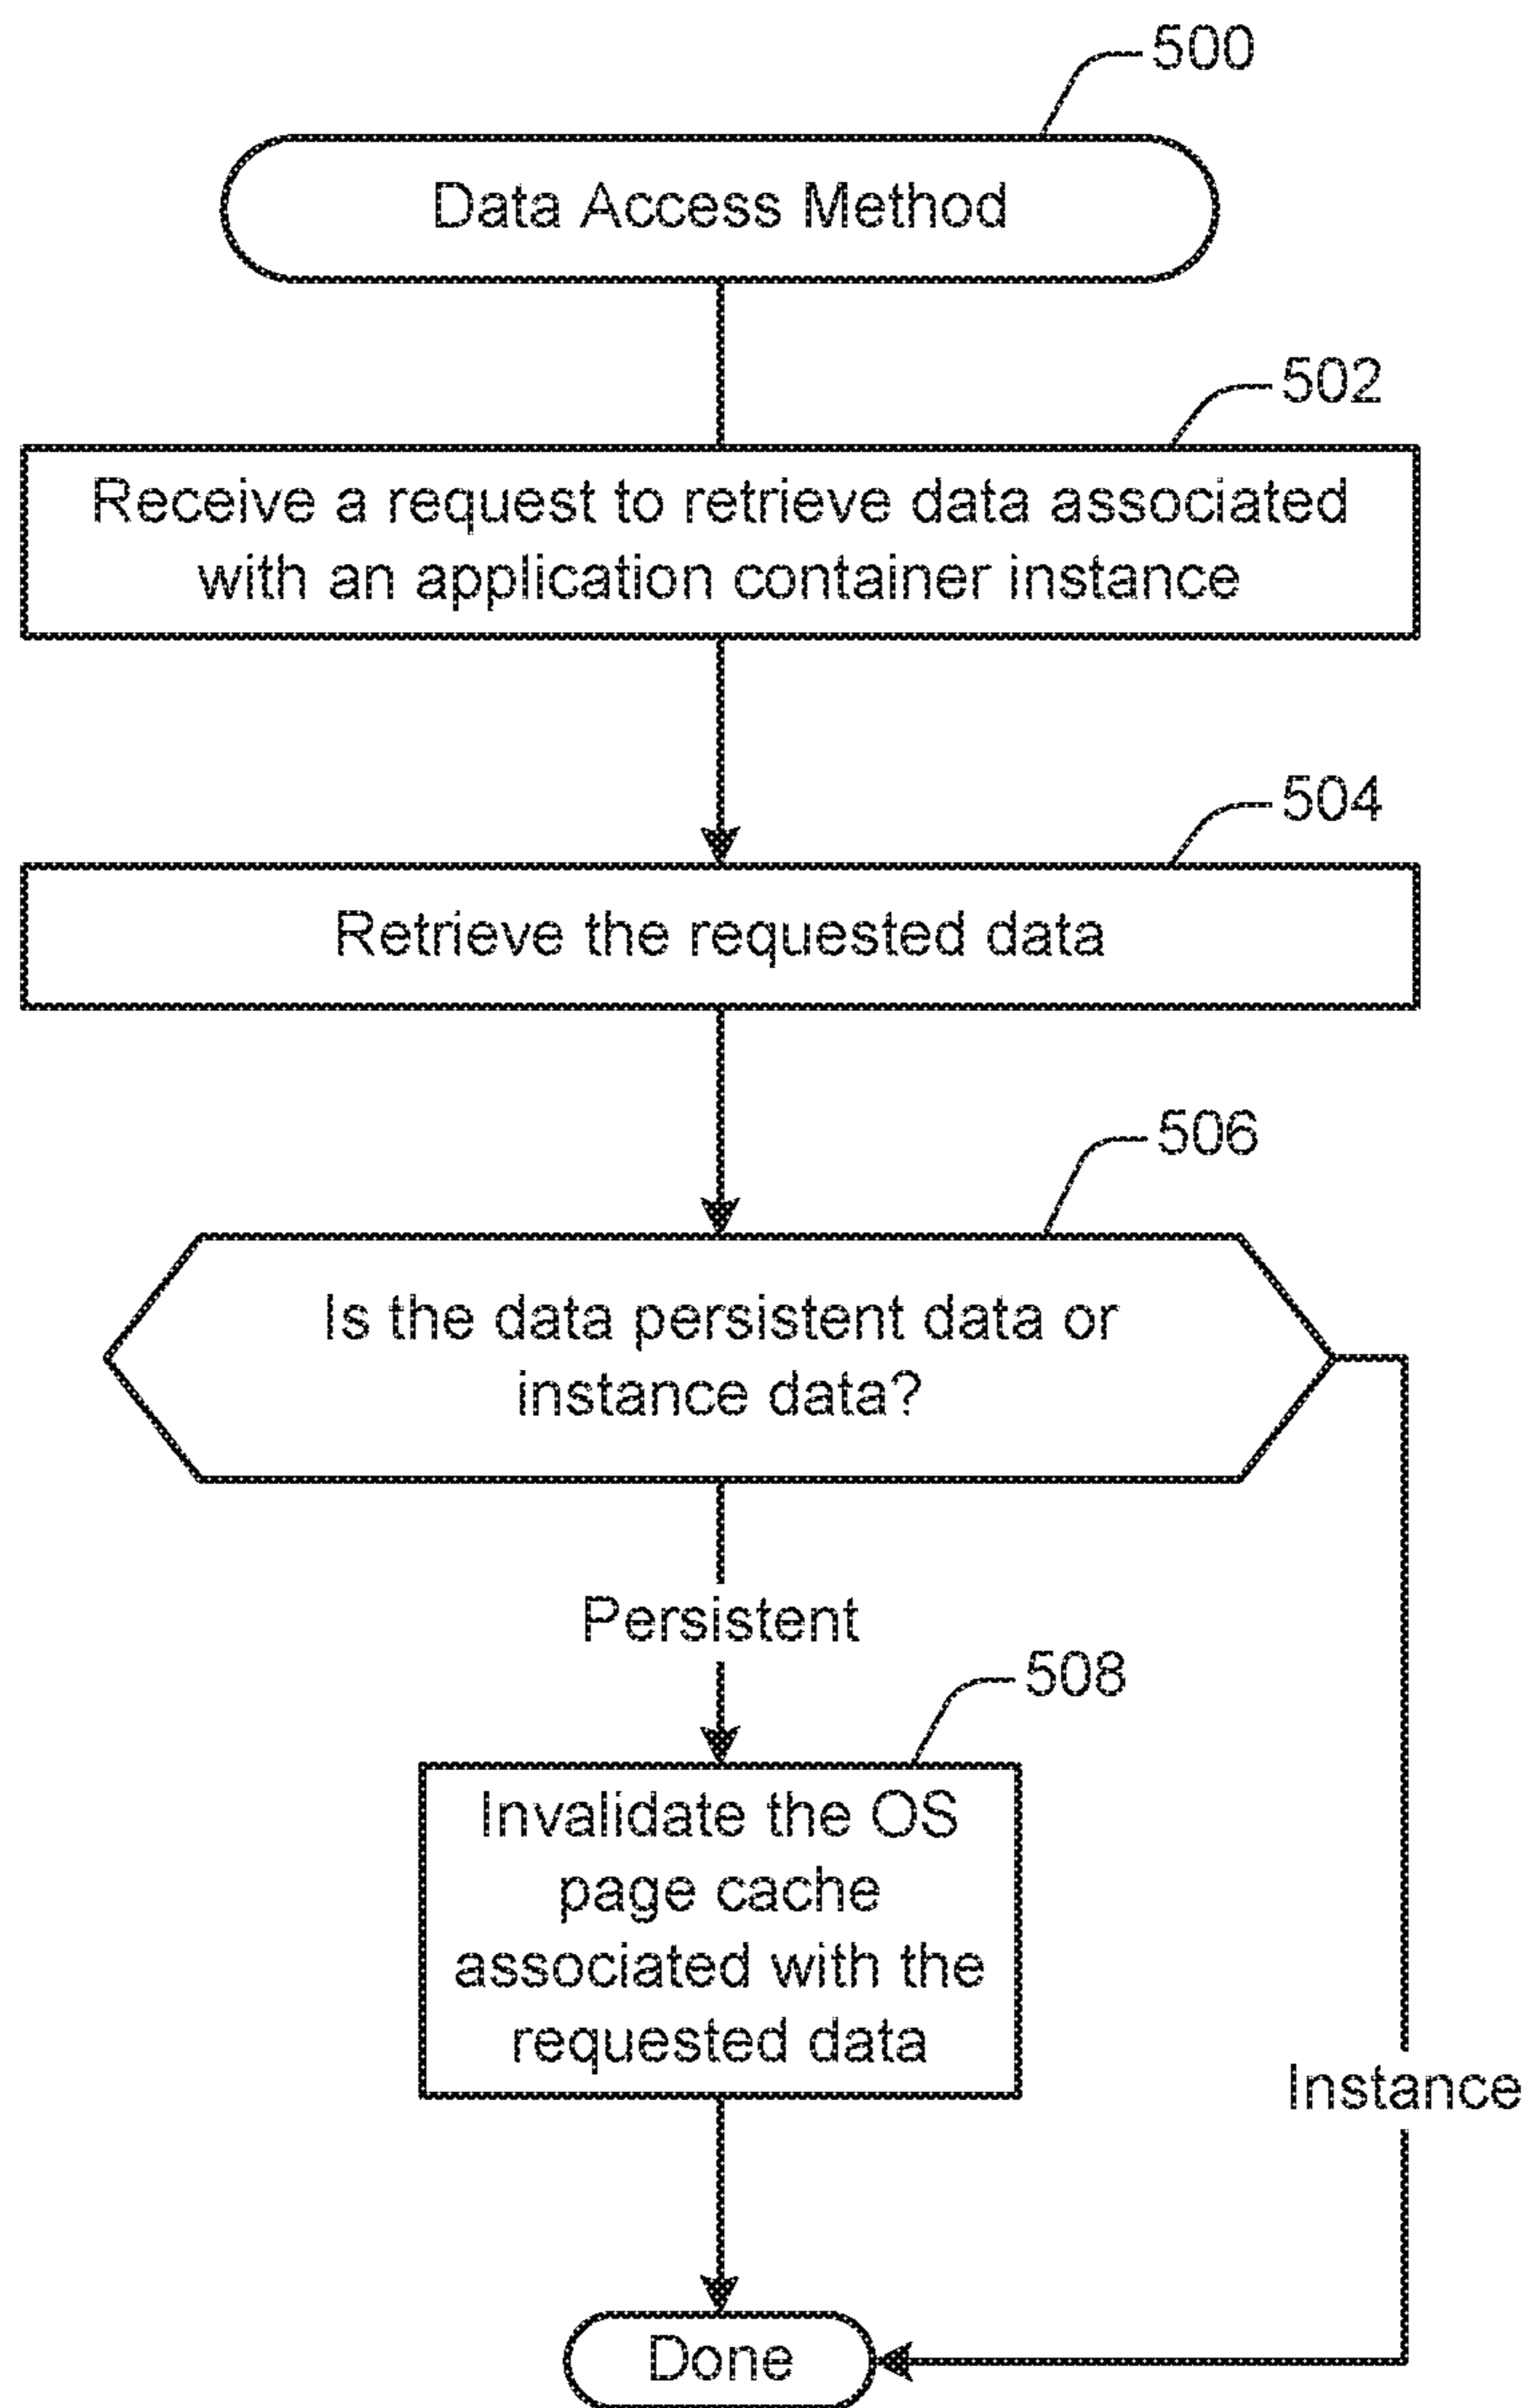 500
Data Access Method
502
Receive a request to retrieve data associated
with an application container instance
504
Retrieve the requested data
506
Is the data persistent data or
instance data?
Persistent
508
Invalidate the OS
page cache
associated with the
requested data
Instance
Done